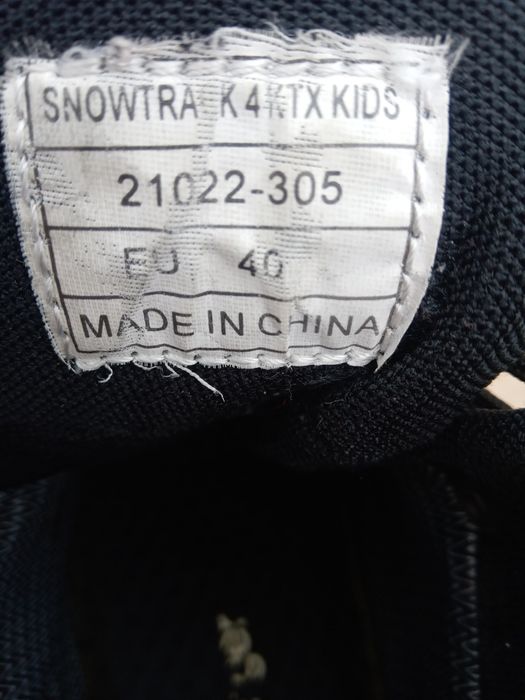 SNOWTRA K 4 KTX KIDS
21022-305
EU 40
MADE IN CHINA